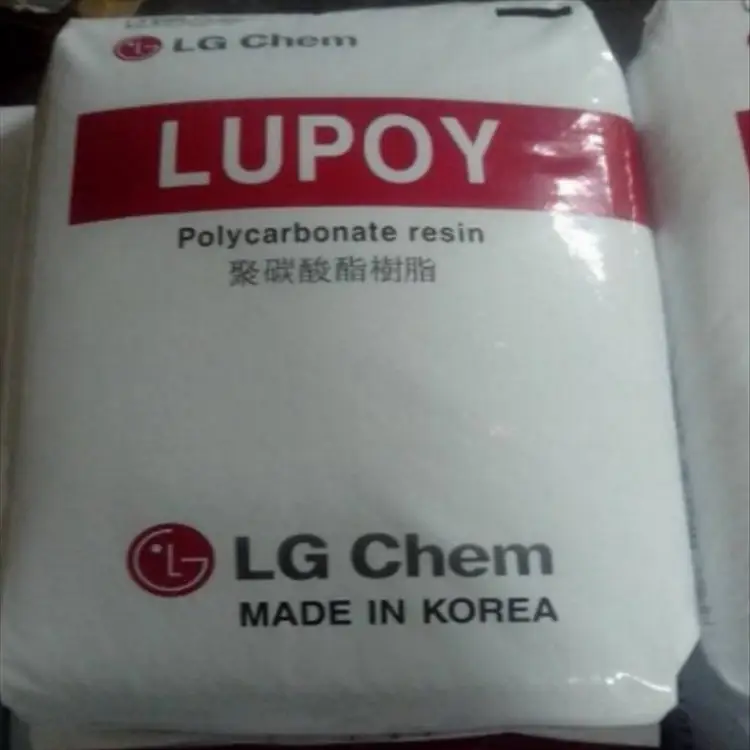 LG Chem
LUPOY
Polycarbonate resin
聚碳酸酯樹脂
LG Chem
MADE IN KOREA